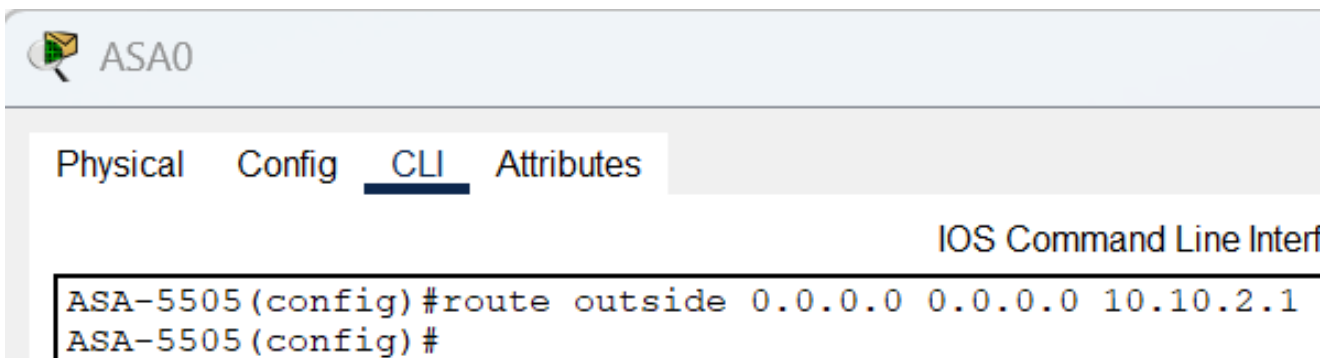 ASA0
Physical Config CLI Attributes
IOS Command Line
ASA-5505(config)#route outside 0.0.0.0 0.0.0.0 10.10.2.1
ASA-5505(config)#